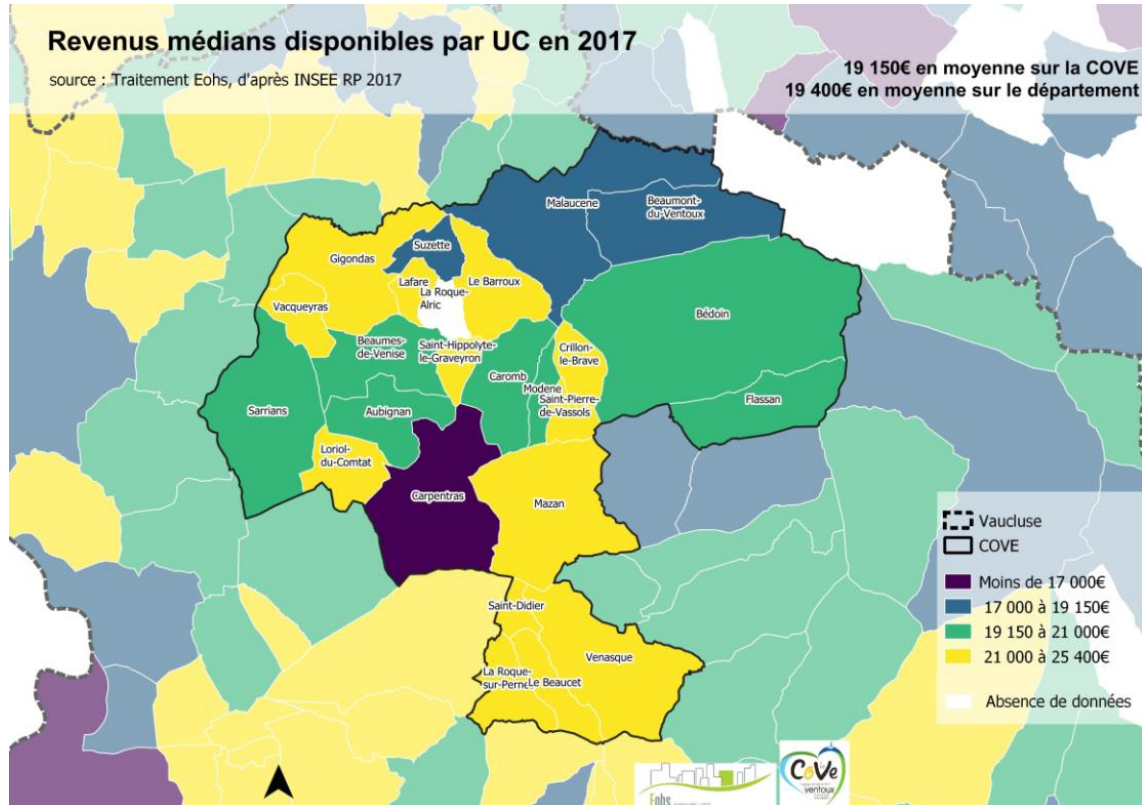 Revenus médians disponibles par UC en 2017
source : Traitement Eohs, d'après INSEE RP 2017
19 150€ en moyenne sur la COVE
19 400€ en moyenne sur le département
Malaucene
Beaumont-
du-Ventoux
Suzette
Gigondas
Lafare
La Roque-
Alric
Le Barroux
Vacqueyras
Bédoin
Beaumes-
de-Venise
Saint-Hippolyte-
le-Graveyron
Crillon-
le-Brave
Caromb
Modene
Saint-Pierre-
de-Vassols
Flassan
Sarrians
Aubignan
Loriol-
du-Comtat
Carpentras
Mazan
Saint-Didier
Venasque
La Roque-
sur-Pernes
Le Beaucet
Vaucluse
COVE
Moins de 17 000€
17 000 à 19 150€
19 150 à 21 000€
21 000 à 25 400€
Absence de données
Eohs
CoVe
ventoux